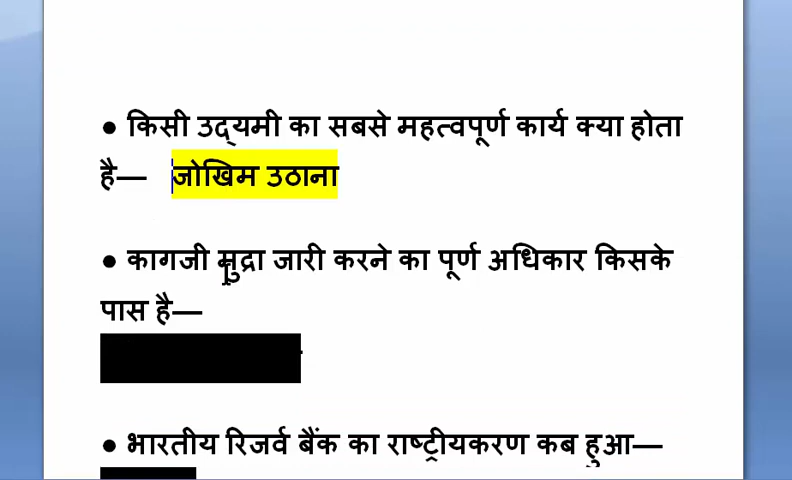 ● किसी उद्यमी का सबसे महत्वपूर्ण कार्य क्या होता
है— जोखिम उठाना
● कागजी मुद्रा जारी करने का पूर्ण अधिकार किसके
पास है—
● भारतीय रिजर्व बैंक का राष्ट्रीयकरण कब हुआ—